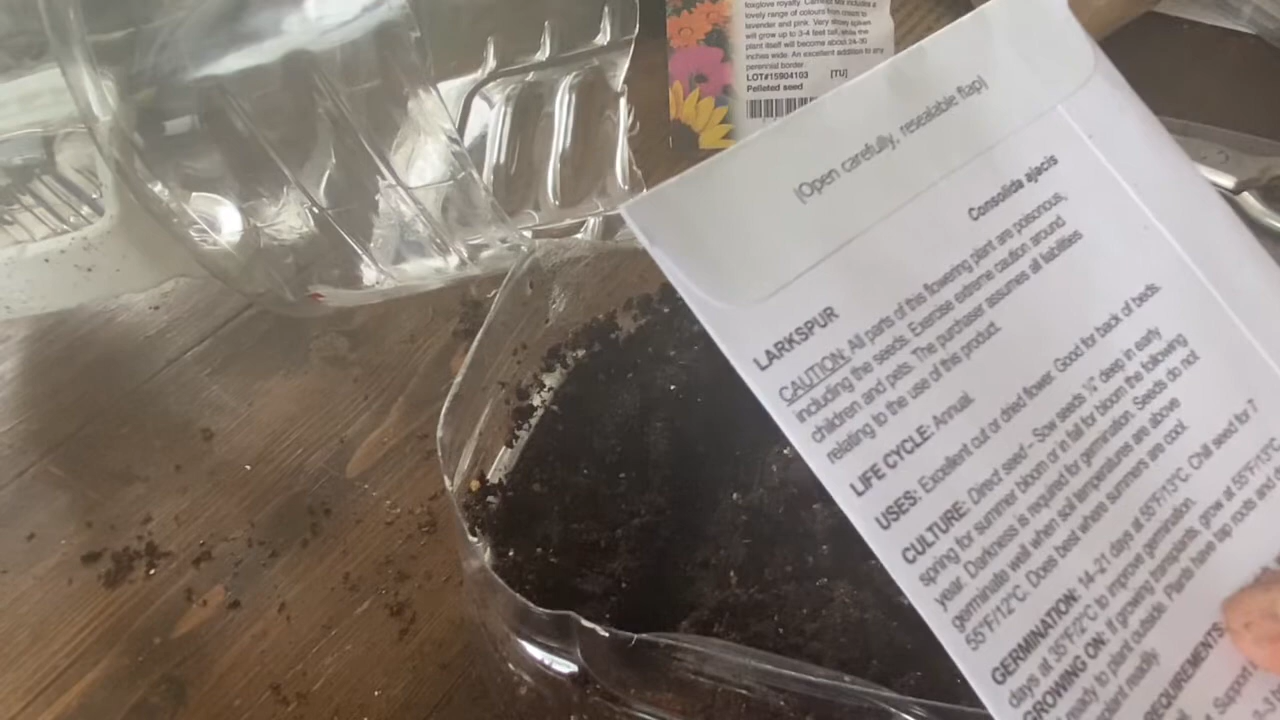 foxglove royalty. Camelot mix includes a
lovely range of colours from cream to
lavender and pink. Very showy spikes
will grow up to 3-4 feet tall, while the
plant itself will become about 24-30
inches wide. An excellent addition to any
perennial border.
LOT#15904103 [TU]
Pelleted seed
[Open carefully, resealable flap]
Consolida ajacis
LARKSPUR
CAUTION: All parts of this flowering plant are poisonous,
including the seeds. Exercise extreme caution around
children and pets. The purchaser assumes all liabilities
relating to the use of this product.
LIFE CYCLE: Annual.
USES: Excellent cut or dried flower. Good for back of beds.
CULTURE: Direct seed – Sow seeds ¼" deep in early
spring for summer bloom or in fall for bloom the following
year. Darkness is required for germination. Seeds do not
germinate well when soil temperatures are above
55°F/12°C. Does best where summers are cool.
GERMINATION: 14-21 days at 55°F/13°C. Chill seed for 7
days at 35°F/2°C to improve germination.
GROWING ON: If growing transplants, grow at 55°F/13°C
ready to plant outside. Plants have tap roots and
plant readily
REQUIREMENTS:
Support